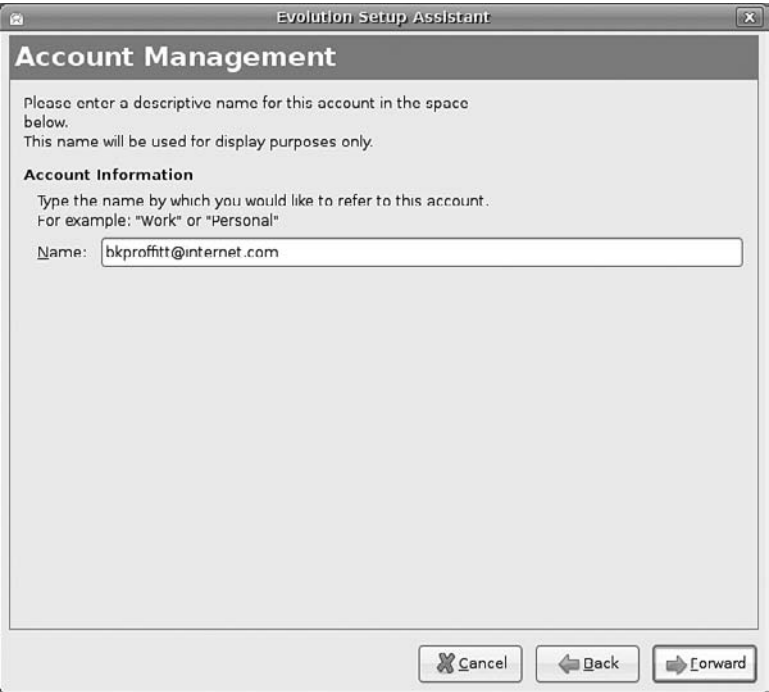 Evolution Setup Assistant
Account Management
Please enter a descriptive name for this account in the space
below.
This name will be used for display purposes only.
Account Information
Type the name by which you would like to refer to this account.
For example: "Work" or "Personal"
Name: bkproffitt@internet.com
Cancel Back Forward